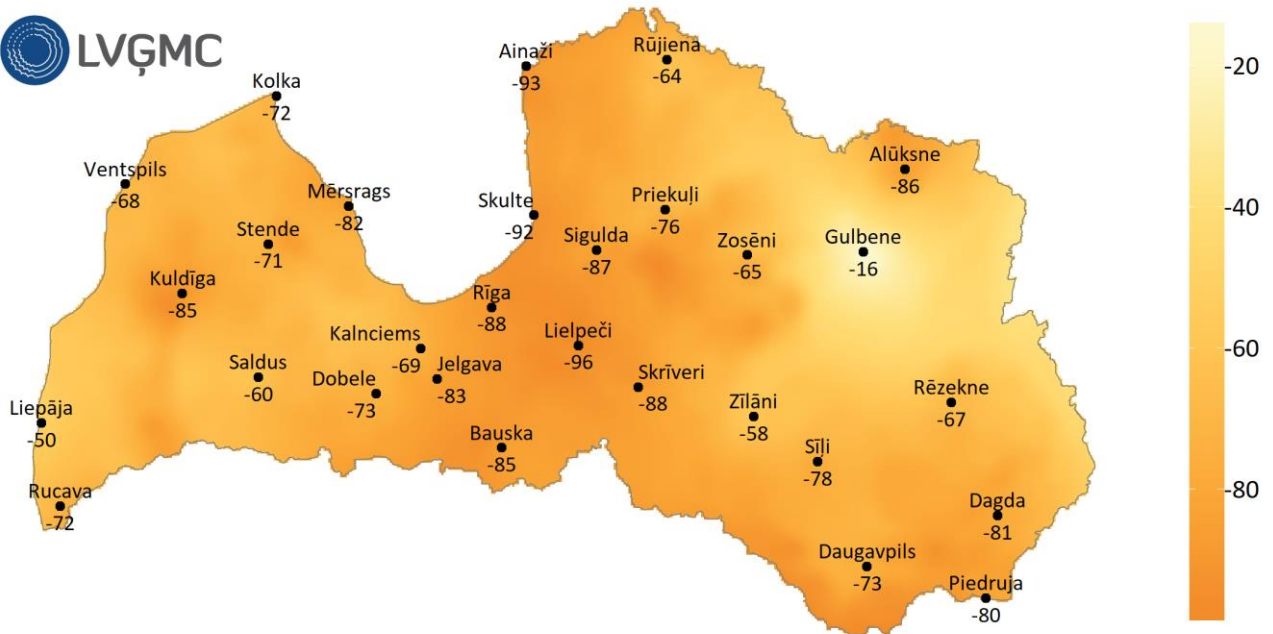 LVĢMC
Kolka
-72
Ainaži
-93
Rūjiena
-64
-20
Ventspils
-68
Mērsrags
-82
Alūksne
-86
Skulte
-92
Priekuļi
-76
-40
Stende
-71
Sigulda
-87
Zosēni
-65
Gulbene
-16
Kuldīga
-85
Rīga
-88
Kalnciems
-69
Lielpeči
-96
-60
Saldus
-60
Dobele
-73
Jelgava
-83
Skrīveri
-88
Zīlāni
-58
Rēzekne
-67
Liepāja
-50
Bauska
-85
Sīļi
-78
-80
Rucava
-72
Dagda
-81
Daugavpils
-73
Piedruja
-80